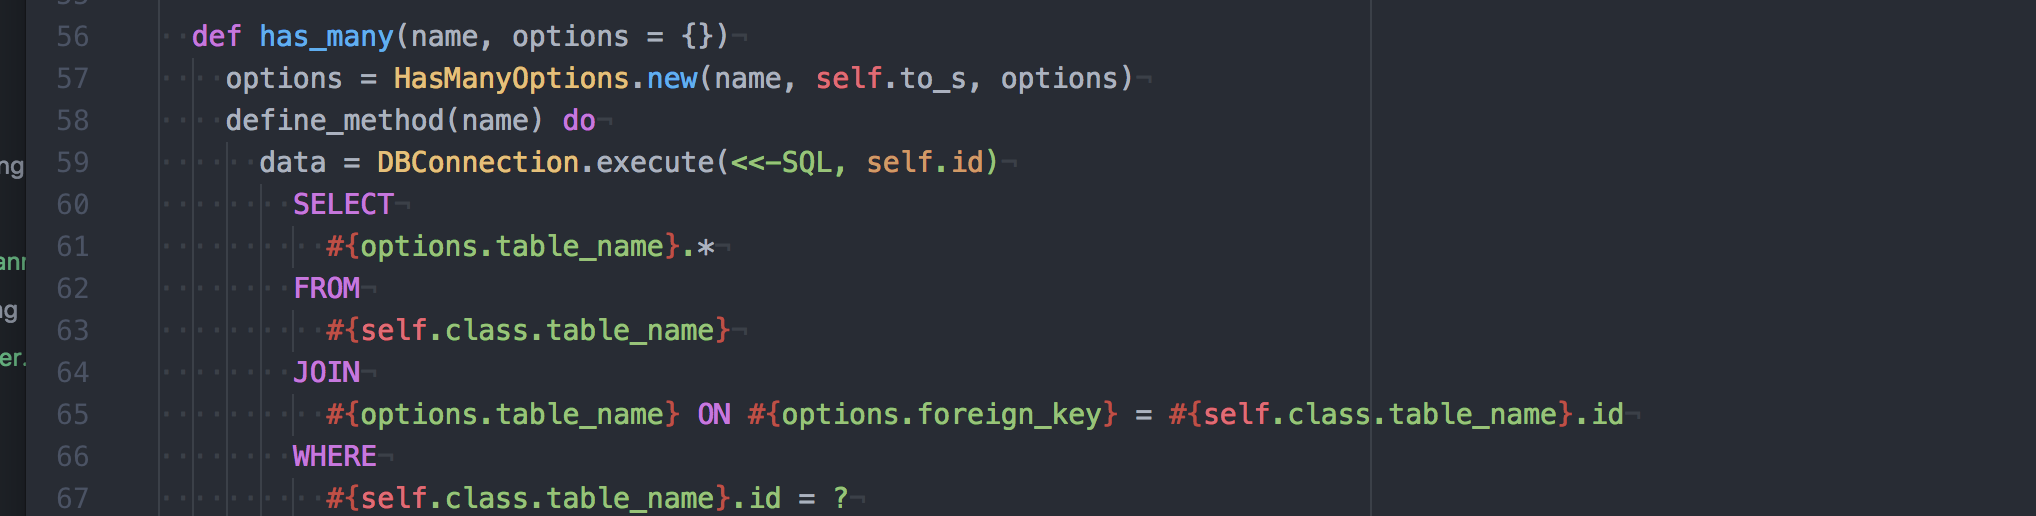 56 def has_many(name, options = {})
57 options = HasManyOptions.new(name, self.to_s, options)
58 define_method(name) do
ng
59 data = DBConnection.execute(<<-SQL, self.id)
60 SELECT
61 #{options.table_name}.*
62 FROM
63 #{self.class.table_name}
er.
64 JOIN
65 #{options.table_name} ON #{options.foreign_key} = #{self.class.table_name}.id
66 WHERE
67 #{self.class.table_name}.id = ?